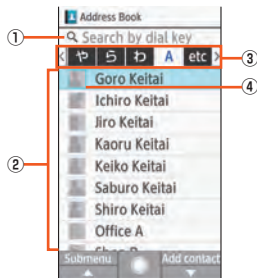 Address Book
① Search by dial key
< や ら わ A etc > ③
Goro Keitai ④
Ichiro Keitai
Jiro Keitai
Kaoru Keitai
② Keiko Keitai
Saburo Keitai
Shiro Keitai
Office A
Submenu Add contact